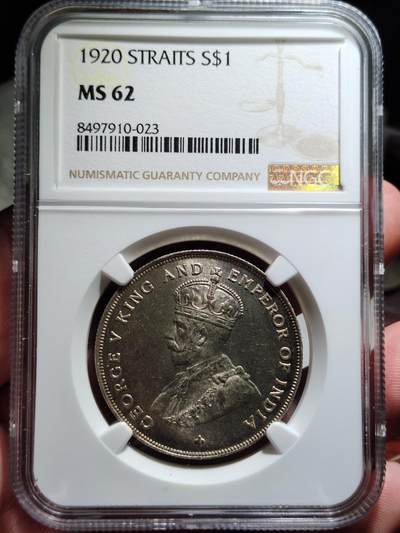 1920 STRAITS S$1
MS 62
8497910-023
NUMISMATIC GUARANTY COMPANY
NGC
GEORGE V KING AND EMPEROR OF INDIA